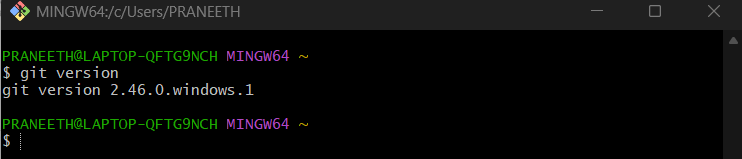 MINGW64:/c/Users/PRANEETH
PRANEETH@LAPTOP-QFTG9NCH MINGW64 ~
$ git version
git version 2.46.0.windows.1
PRANEETH@LAPTOP-QFTG9NCH MINGW64 ~
$